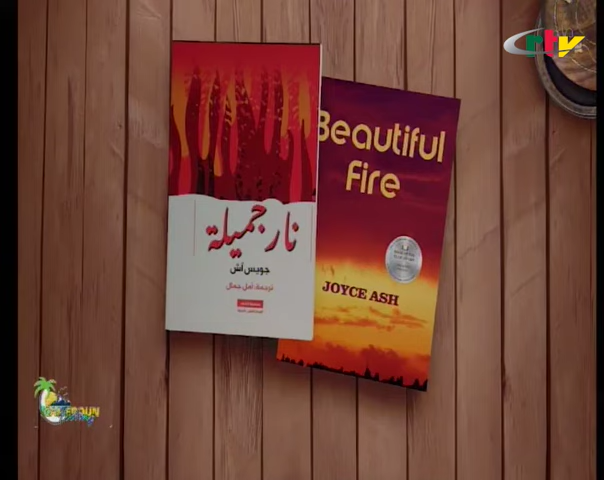 crtv
نار جميلة
جويس آش
ترجمة: أمل جمال
Beautiful
Fire
JOYCE ASH